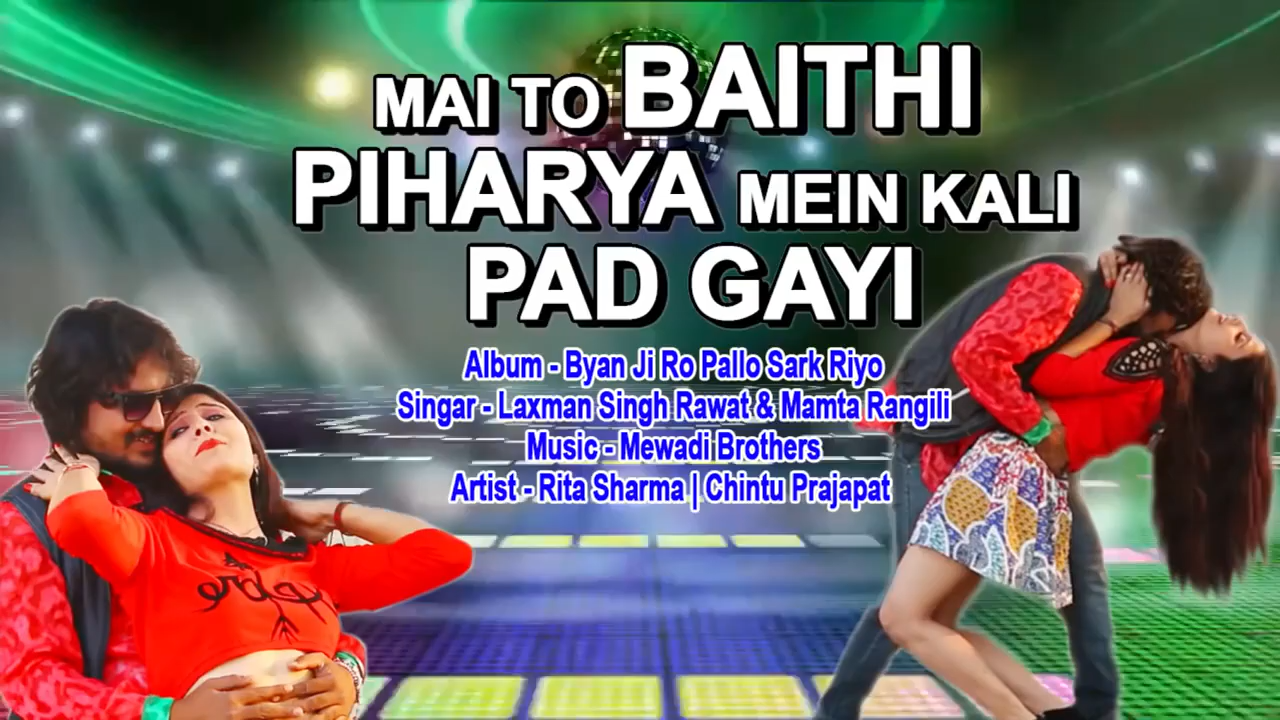 MAI TO BAITHI
PIHARYA MEIN KALI
PAD GAYI
Album - Byan Ji Ro Pallo Sark Riyo
Singar - Laxman Singh Rawat & Mamta Rangili
Music - Mewadi Brothers
Artist - Rita Sharma | Chintu Prajapat